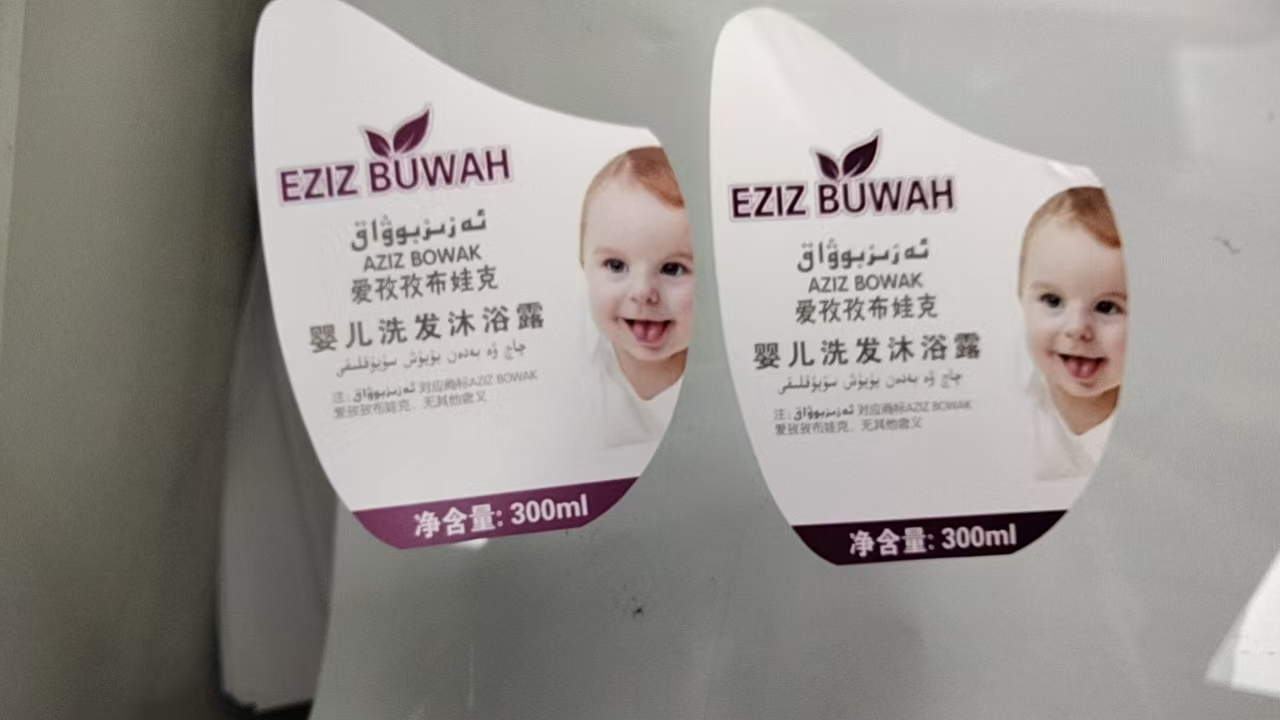 EZIZ BUWAH
ئەزىزبوۋاق
AZIZ BOWAK
爱孜孜布娃克
婴儿洗发沐浴露
چاچ ۋە بەدەن يۇيۇش سۇيۇقلىقى
注: ئەزىزبوۋاق 对应商标AZIZ BOWAK
爱孜孜布娃克，无其他意义
净含量: 300ml
EZIZ BUWAH
ئەزىزبوۋاق
AZIZ BOWAK
爱孜孜布娃克
婴儿洗发沐浴露
چاچ ۋە بەدەن يۇيۇش سۇيۇقلىقى
注: ئەزىزبوۋاق 对应商标AZIZ BOWAK
爱孜孜布娃克，无其他意义
净含量: 300ml